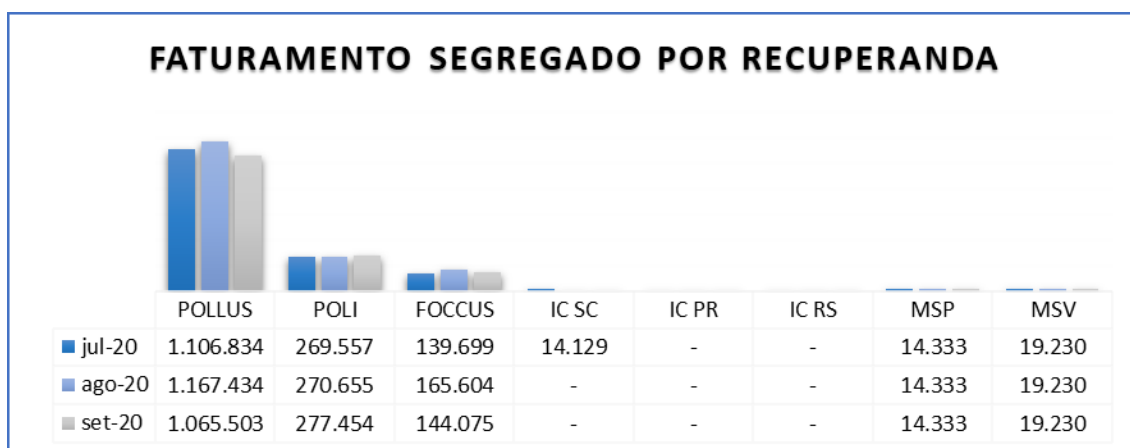 FATURAMENTO SEGREGADO POR RECUPERANDA
POLLUS POLI FOCCUS IC SC IC PR IC RS MSP MSV
jul-20 1.106.834 269.557 139.699 14.129 - - 14.333 19.230
ago-20 1.167.434 270.655 165.604 - - - 14.333 19.230
set-20 1.065.503 277.454 144.075 - - - 14.333 19.230